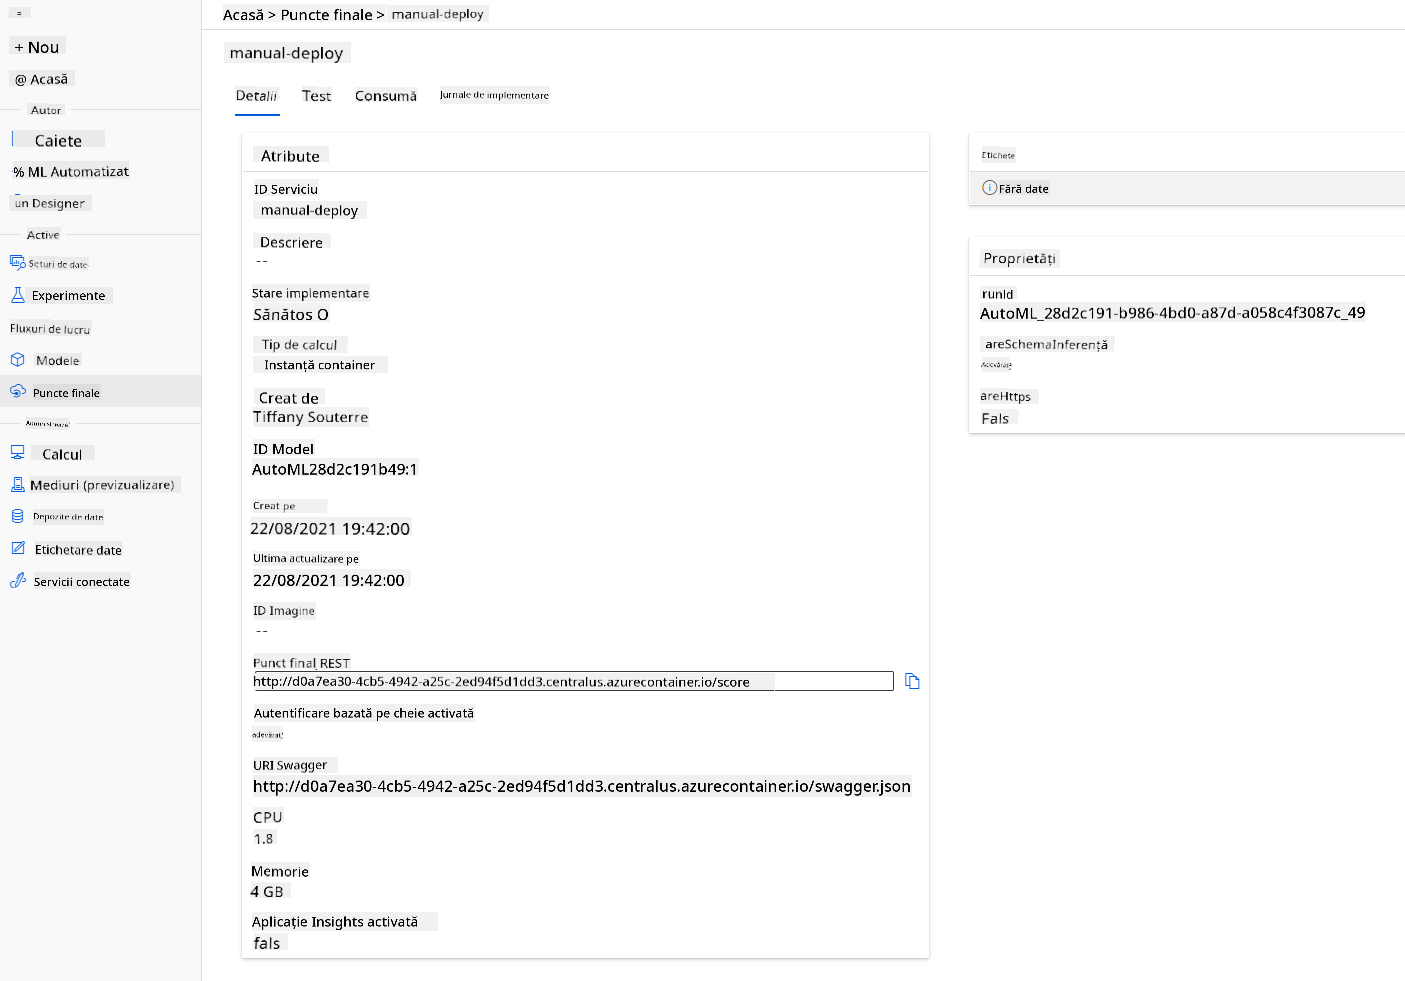 Acasă > Puncte finale > manual-deploy
+ Nou
@ Acasă
Autor
Caiete
% ML Automatizat
un Designer
Active
Seturi de date
Experimente
Fluxuri de lucru
Modele
Puncte finale
Calcul
Mediuri (previzualizare)
Depozite de date
Etichetare date
Servicii conectate
manual-deploy
Detalii Test Consumă Jurnale de implementare
Atribute
ID Serviciu
manual-deploy
Descriere
--
Stare implementare
Sănătos O
Tip de calcul
Instanță container
Creat de
Tiffany Souterre
ID Model
AutoML28d2c191b49:1
Creat pe
22/08/2021 19:42:00
Ultima actualizare pe
22/08/2021 19:42:00
ID Imagine
--
Punct final REST
http://d0a7ea30-4cb5-4942-a25c-2ed94f5d1dd3.centralus.azurecontainer.io/score
Autentificare bazată pe cheie activată
adevărat
URI Swagger
http://d0a7ea30-4cb5-4942-a25c-2ed94f5d1dd3.centralus.azurecontainer.io/swagger.json
CPU
1.8
Memorie
4 GB
Aplicație Insights activată
fals
Etichete
Fără date
Proprietăți
runId
AutoML_28d2c191-b986-4bd0-a87d-a058c4f3087c_49
areSchemaInferență
Adevărat
areHttps
Fals